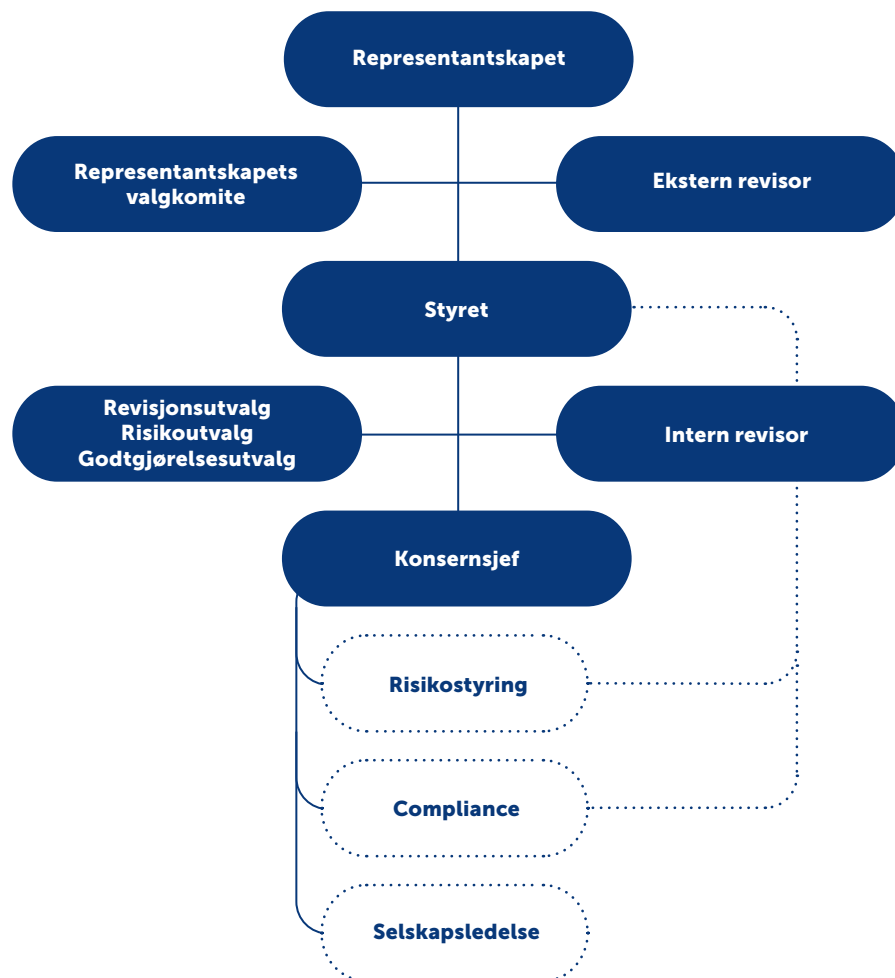 Representantskapet
Representantskapets
valgkomite
Ekstern revisor
Styret
Revisjonsutvalg
Risikoutvalg
Godtgjørelsesutvalg
Intern revisor
Konsernsjef
Risikostyring
Compliance
Selskapsledelse